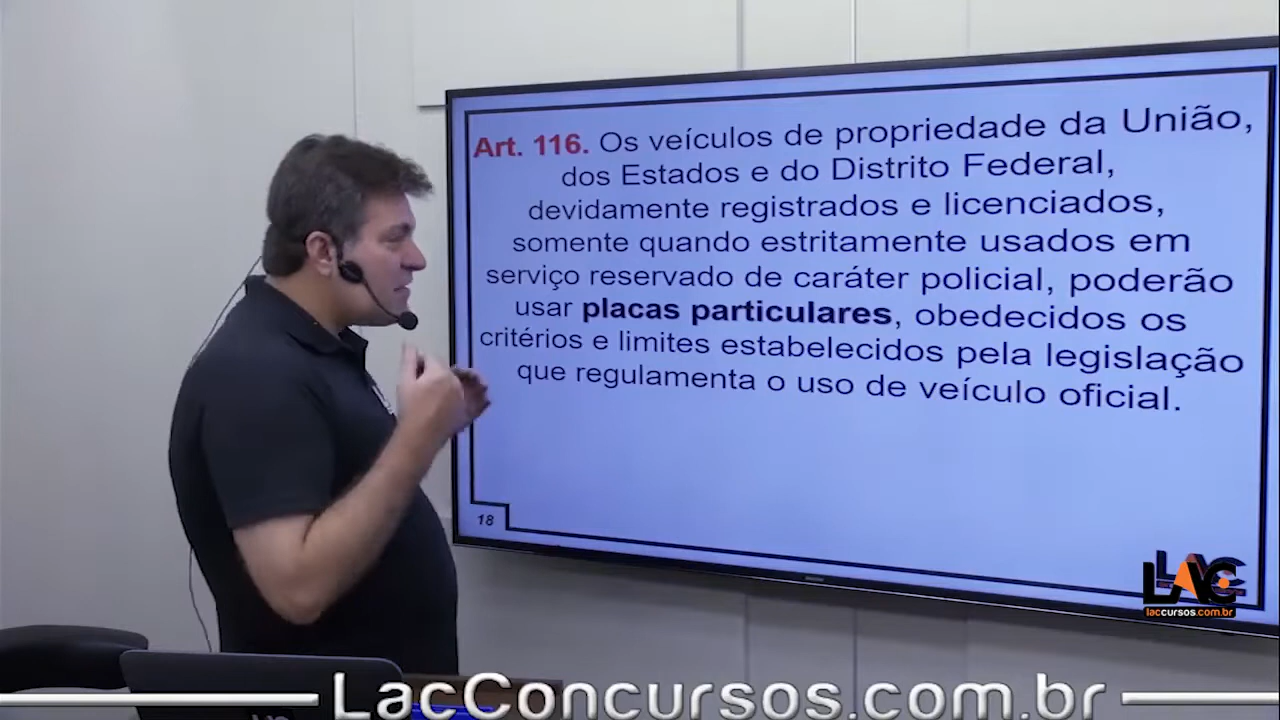 Art. 116. Os veículos de propriedade da União,
dos Estados e do Distrito Federal,
devidamente registrados e licenciados,
somente quando estritamente usados em
serviço reservado de caráter policial, poderão
usar placas particulares, obedecidos os
critérios e limites estabelecidos pela legislação
que regulamenta o uso de veículo oficial.
18
LAC
laccursos.com.br
LacConcursos.com.br